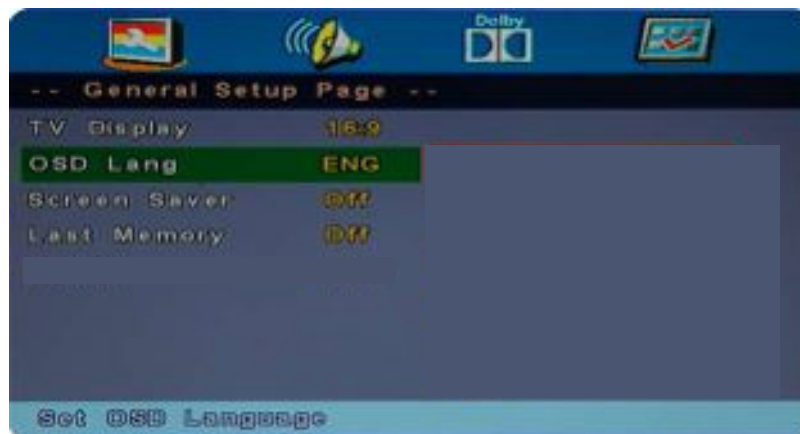 Dolby
-- General Setup Page --
TV Display 16:9
OSD Lang ENG
Screen Saver Off
Last Memory Off
Set OSD Language